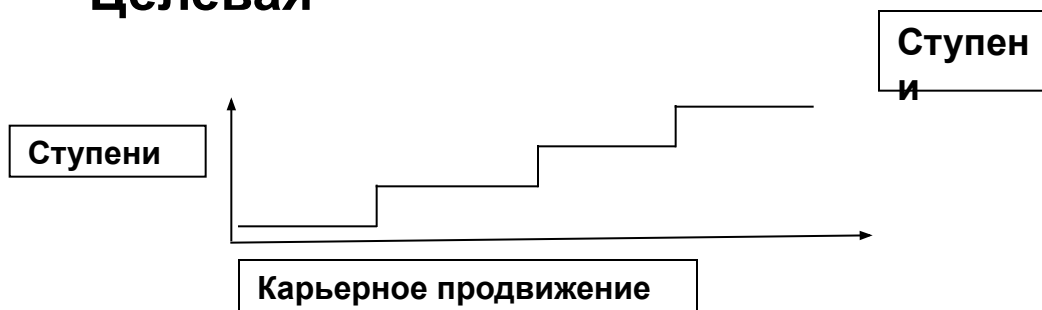 Целевая
Ступен
и
Ступени
Карьерное продвижение